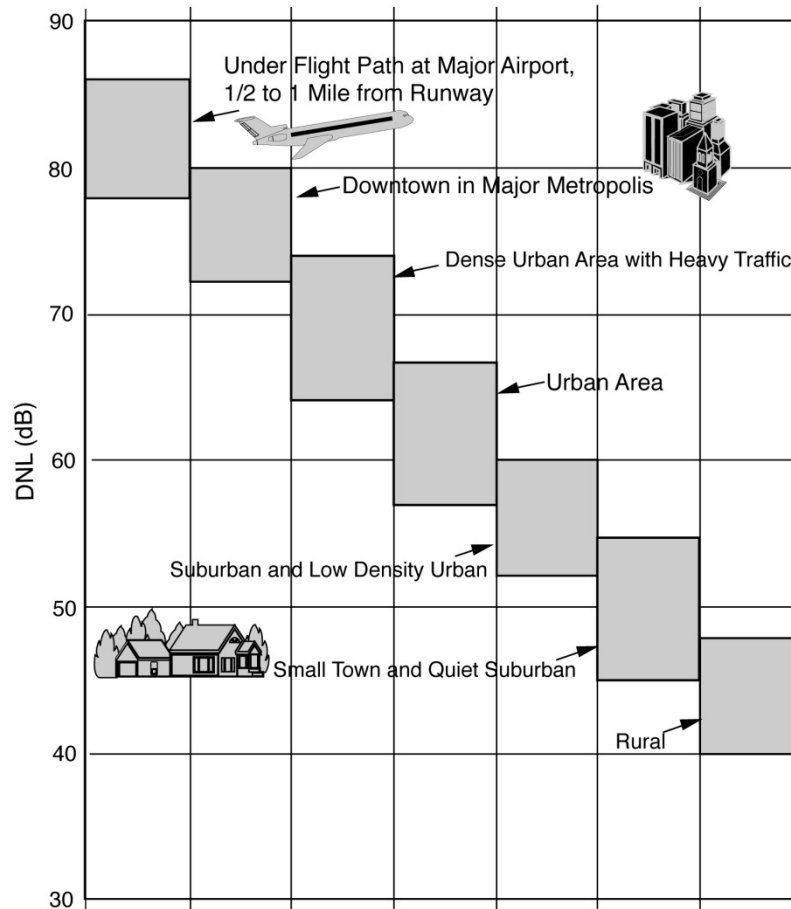 90
Under Flight Path at Major Airport,
1/2 to 1 Mile from Runway
80
Downtown in Major Metropolis
Dense Urban Area with Heavy Traffic
70
Urban Area
DNL (dB)
60
Suburban and Low Density Urban
50
Small Town and Quiet Suburban
Rural
40
30